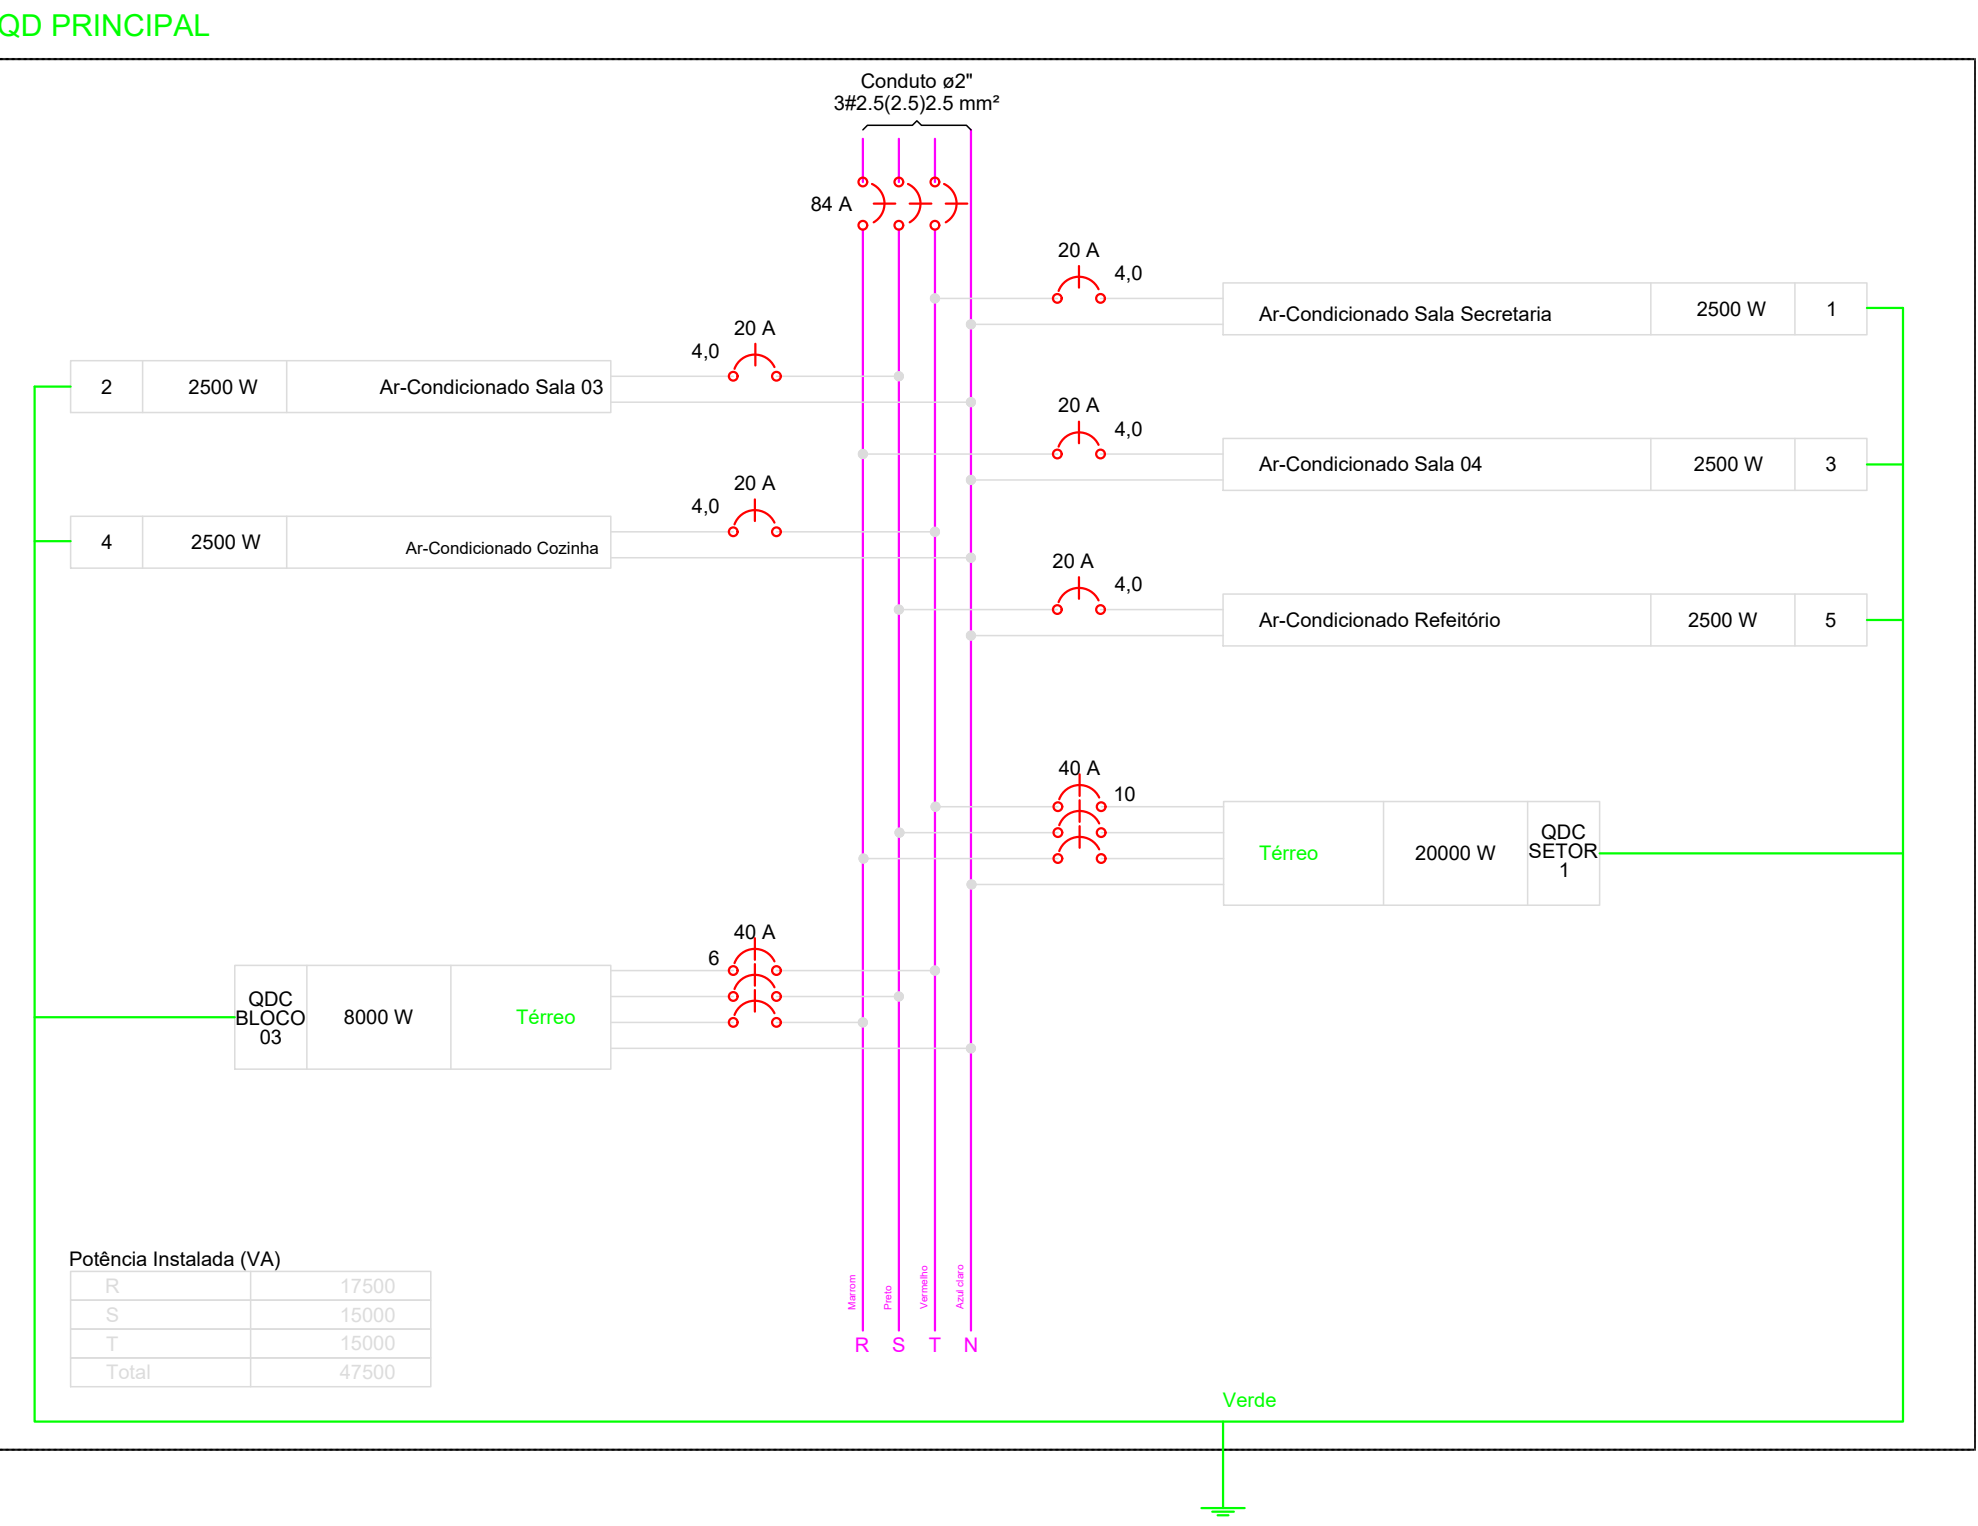 QD PRINCIPAL
Conduto ø2"
3#2.5(2.5)2.5 mm²
84 A
20 A
4,0
Ar-Condicionado Sala Secretaria 2500 W 1
20 A
4,0
2 2500 W Ar-Condicionado Sala 03
20 A
4,0
Ar-Condicionado Sala 04 2500 W 3
20 A
4,0
4 2500 W Ar-Condicionado Cozinha
20 A
4,0
Ar-Condicionado Refeitório 2500 W 5
40 A
10
Térreo 20000 W QDC
SETOR
1
40 A
6
QDC
BLOCO
03
8000 W Térreo
Potência Instalada (VA)
R 17500
S 15000
T 15000
Total 47500
Marrom
Preto
Vermelho
Azul claro
R S T N
Verde